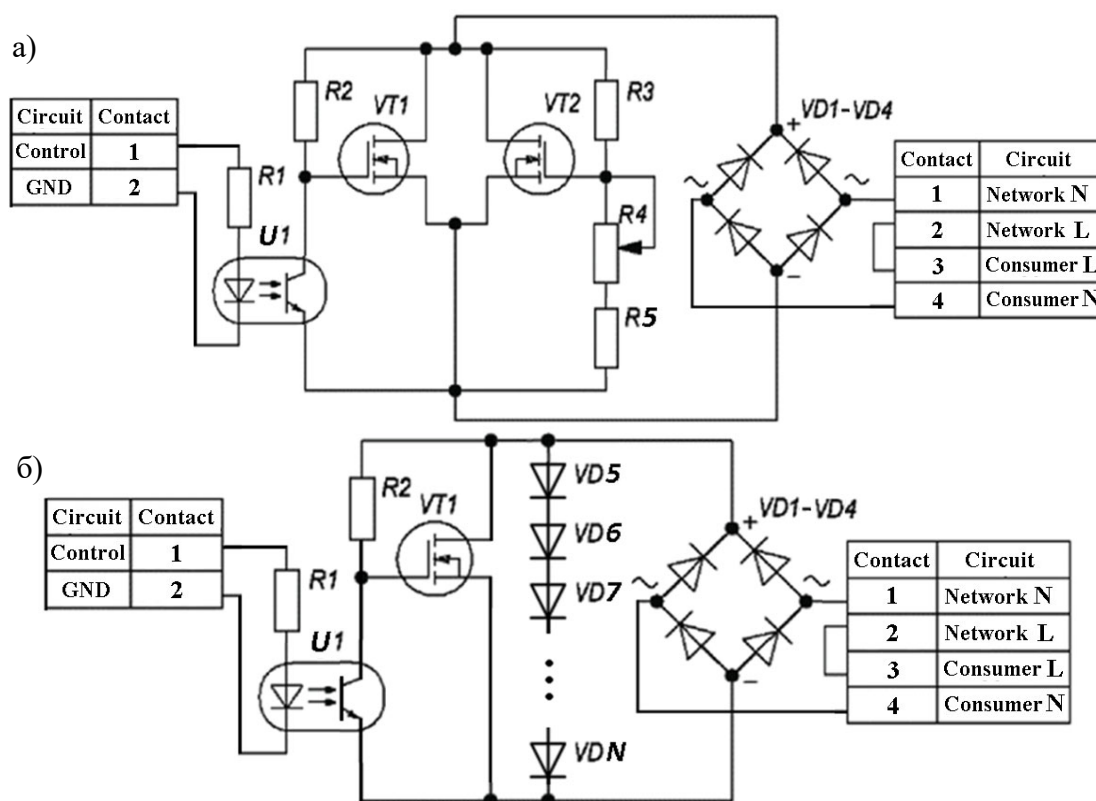 а)
R2
VT1
VT2
R3
VD1-VD4
Circuit Contact
Control 1
GND 2
R1
U1
R4
R5
+
~
~
−
Contact Circuit
1 Network N
2 Network L
3 Consumer L
4 Consumer N
б)
R2
VT1
VD5
VD6
VD7
VDN
VD1-VD4
Circuit Contact
Control 1
GND 2
R1
U1
+
~
~
−
Contact Circuit
1 Network N
2 Network L
3 Consumer L
4 Consumer N